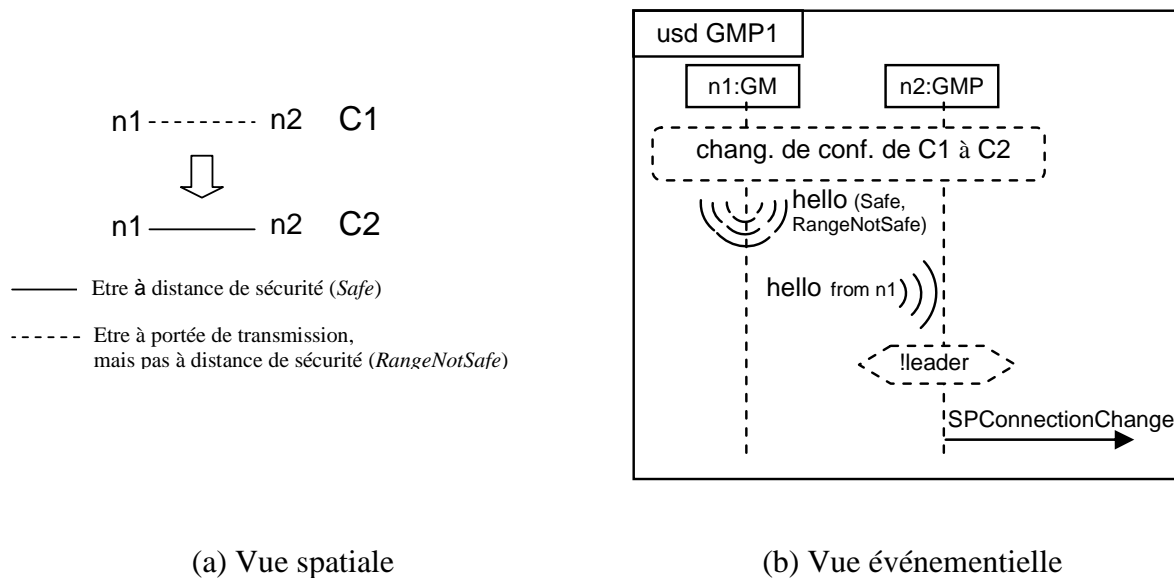 n1 n2 C1
n1 n2 C2
Etre à distance de sécurité (Safe)
Etre à portée de transmission,
mais pas à distance de sécurité (RangeNotSafe)
(a) Vue spatiale
usd GMP1
n1:GM n2:GMP
chang. de conf. de C1 à C2
hello (Safe,
RangeNotSafe)
hello from n1
!leader
SPConnectionChange
(b) Vue événementielle